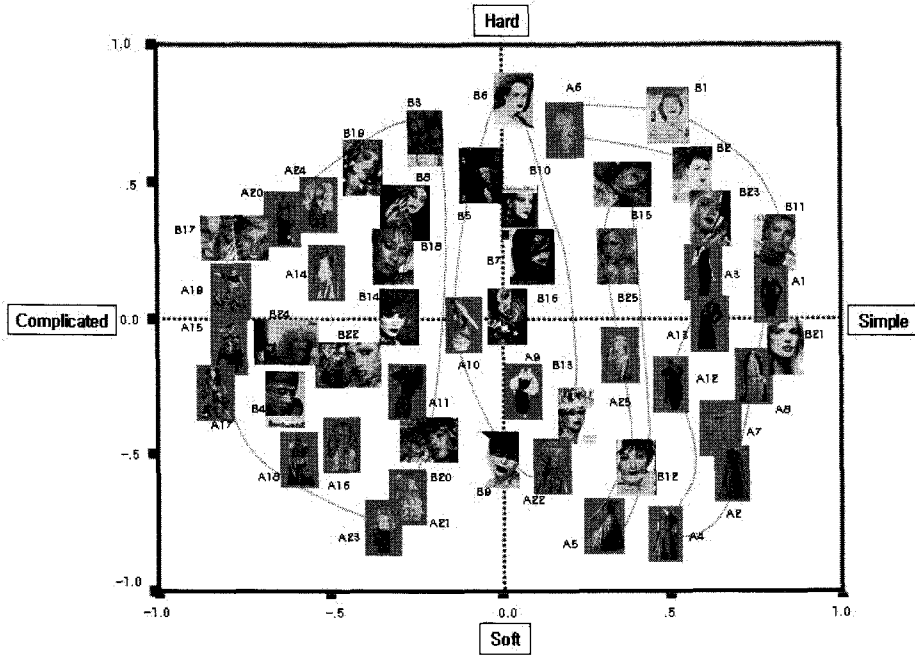 Hard
1.0
B6
A6
B1
B3
B19
B2
A24
B8
B10
.5
A20
B23
B5
B15
B17
B11
B18
B7
A14
A3
A1
A19
B14
B16
B25
Complicated
0.0
Simple
A15
B24
B22
A13
B21
A10
A9
B13
A12
B4
A11
A25
A8
A17
A7
-.5
A18
A16
B20
B9
A22
B12
A21
A2
A23
A5
A4
-1.0
-1.0
-.5
0.0
.5
1.0
Soft